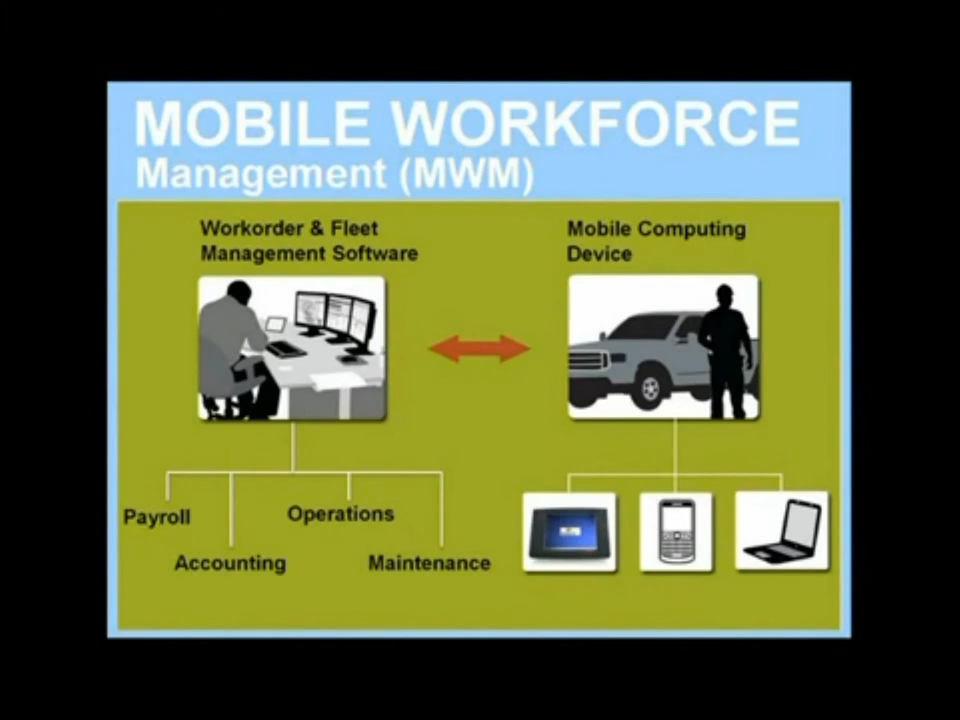 MOBILE WORKFORCE
Management (MWM)
Workorder & Fleet
Management Software
Mobile Computing
Device
Payroll
Operations
Accounting
Maintenance